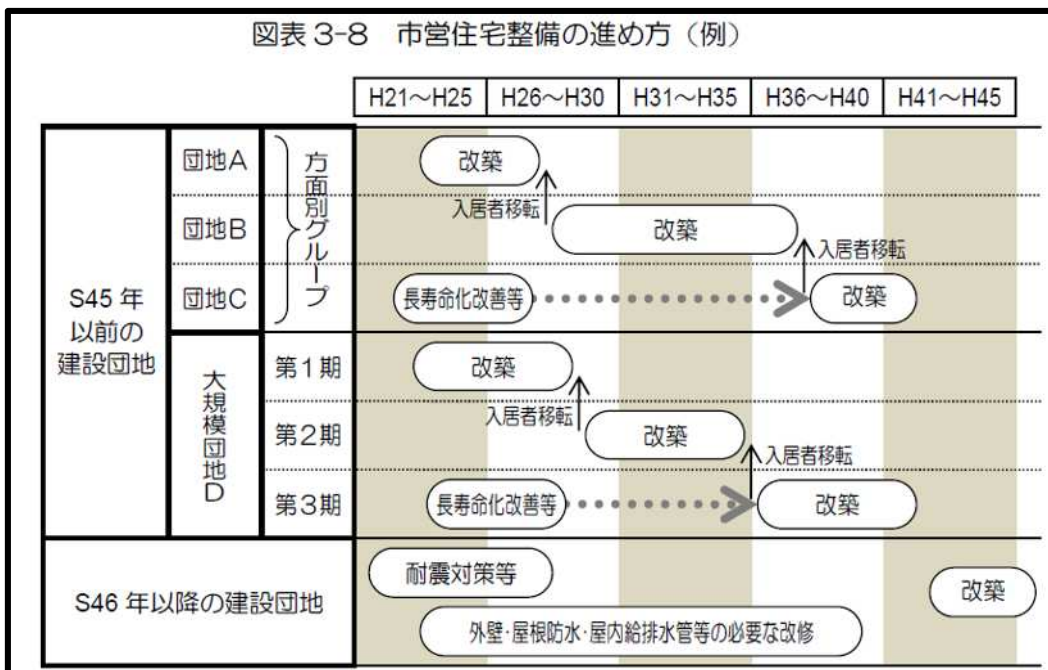 図表 3-8　市営住宅整備の進め方（例）
H21～H25　H26～H30　H31～H35　H36～H40　H41～H45
S45 年
以前の
建設団地
方面別グループ
団地A
改築
入居者移転
団地B
改築
入居者移転
団地C
長寿命化改善等
改築
大規模団地D
第１期
改築
入居者移転
第２期
改築
入居者移転
第３期
長寿命化改善等
改築
S46 年以降の建設団地
耐震対策等
改築
外壁・屋根防水・屋内給排水管等の必要な改修